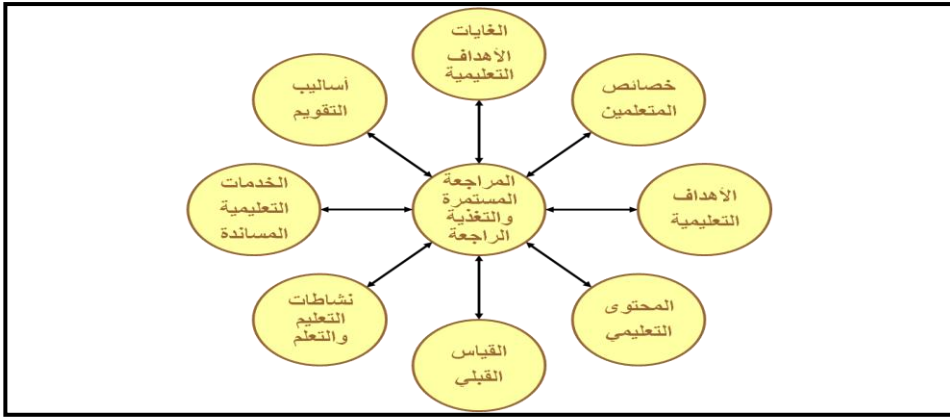 الغايات
الأهداف
التعليمية
خصائص
المتعلمين
الأهداف
التعليمية
المحتوى
التعليمي
القياس
القبلي
نشاطات
التعليم
والتعلم
الخدمات
التعليمية
المساندة
أساليب
التقويم
المراجعة
المستمرة
والتغذية
الراجعة